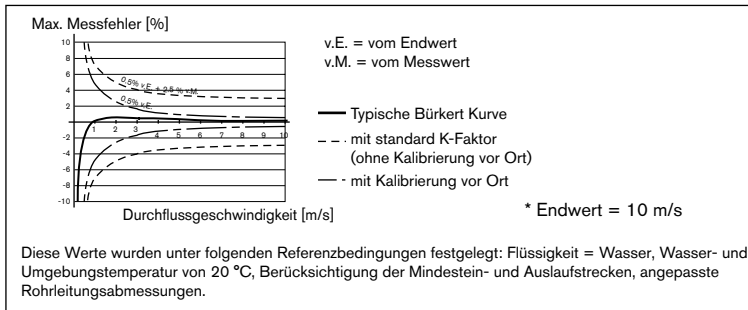 Max. Messfehler [%]
10
8
6
4
2
-2
-4
-6
-8
-10
0.5% v.E. + 2.5 % v.M.
0.5% v.E.
1 2 3 4 5 6 7 8 9 10
Durchflussgeschwindigkeit [m/s]
v.E. = vom Endwert
v.M. = vom Messwert
Typische Bürkert Kurve
mit standard K-Faktor
(ohne Kalibrierung vor Ort)
mit Kalibrierung vor Ort
* Endwert = 10 m/s
Diese Werte wurden unter folgenden Referenzbedingungen festgelegt: Flüssigkeit = Wasser, Wasser- und
Umgebungstemperatur von 20 °C, Berücksichtigung der Mindestein- und Auslaufstrecken, angepasste
Rohrleitungsabmessungen.